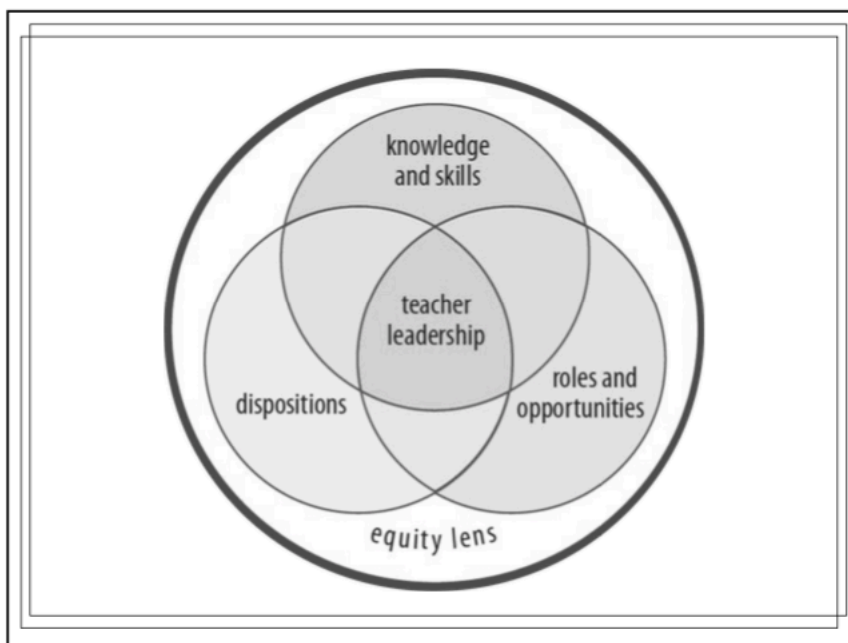 knowledge
and skills
teacher
leadership
dispositions
roles and
opportunities
equity lens